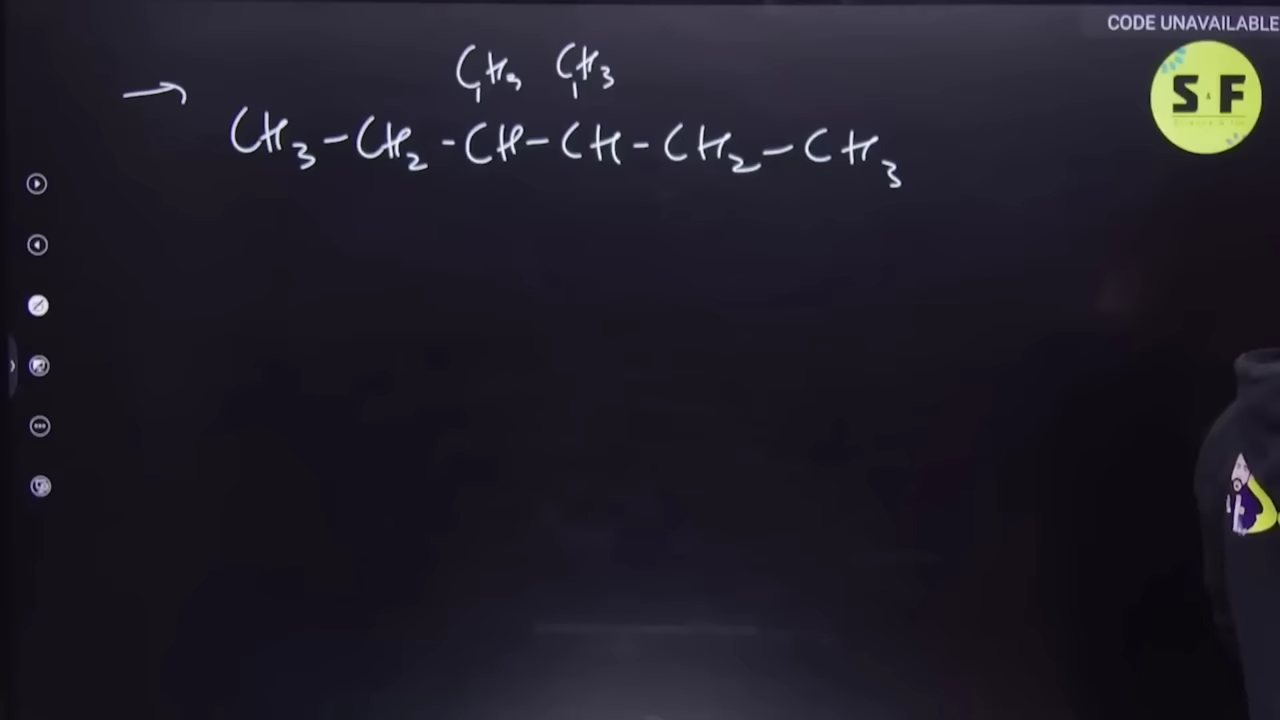 CODE UNAVAILABLE
S&F
CH₃ CH₃
→ CH₃-CH₂-CH-CH-CH₂-CH₃